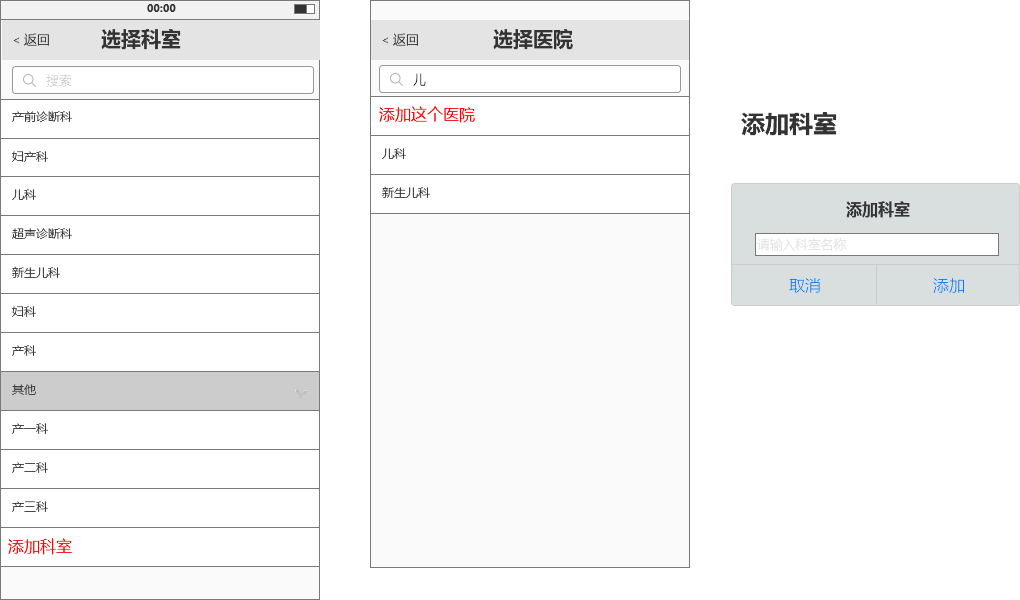 00:00
< 返回
选择科室
搜索
产前诊断科
妇产科
儿科
超声诊断科
新生儿科
妇科
产科
其他
产一科
产二科
产三科
添加科室
< 返回
选择医院
儿
添加这个医院
儿科
新生儿科
添加科室
添加科室
请输入科室名称
取消
添加